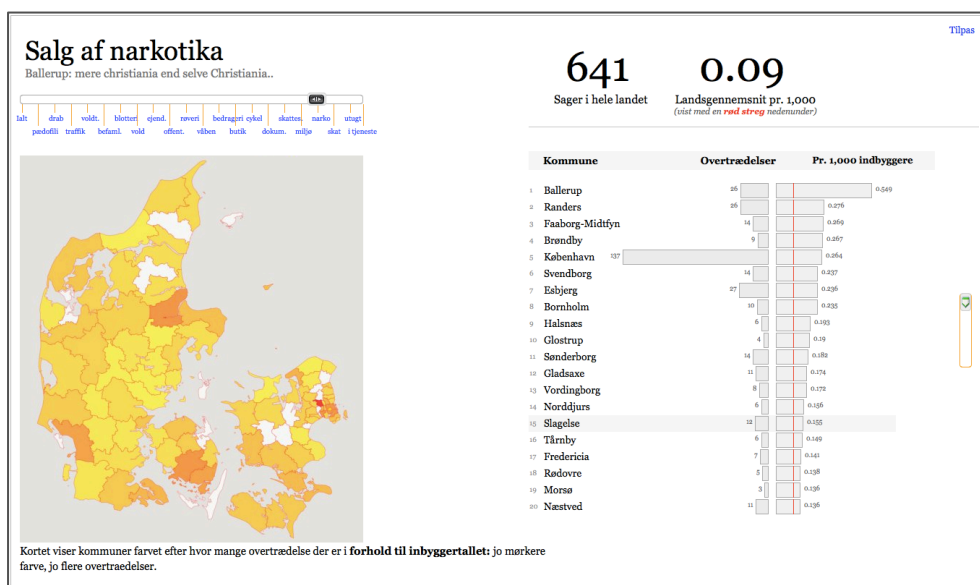 Tilpas
Salg af narkotika
Ballerup: mere christiania end selve Christiania..
Ialt drab voldt. blotteri ejend. røveri bedrageri cykel skattes. narko utugt
pædofili traffik befaml. vold offent. våben butik dokum. miljø skat i tjeneste
641
Sager i hele landet
0.09
Landsgennemsnit pr. 1,000
(vist med en rød streg nedenunder)
Kommune Overtrædelser Pr. 1,000 indbyggere
1 Ballerup 26 0.549
2 Randers 26 0.276
3 Faaborg-Midtfyn 14 0.269
4 Brøndby 9 0.267
5 København 137 0.264
6 Svendborg 14 0.237
7 Esbjerg 27 0.236
8 Bornholm 10 0.235
9 Halsnæs 6 0.193
10 Glostrup 4 0.19
11 Sønderborg 14 0.182
12 Gladsaxe 11 0.174
13 Vordingborg 8 0.172
14 Norddjurs 6 0.156
15 Slagelse 12 0.155
16 Tårnby 6 0.149
17 Fredericia 7 0.141
18 Rødovre 5 0.138
19 Morsø 3 0.136
20 Næstved 11 0.136
Kortet viser kommuner farvet efter hvor mange overtrædelse der er i forhold til inbyggertallet: jo mørkere
farve, jo flere overtraedelser.